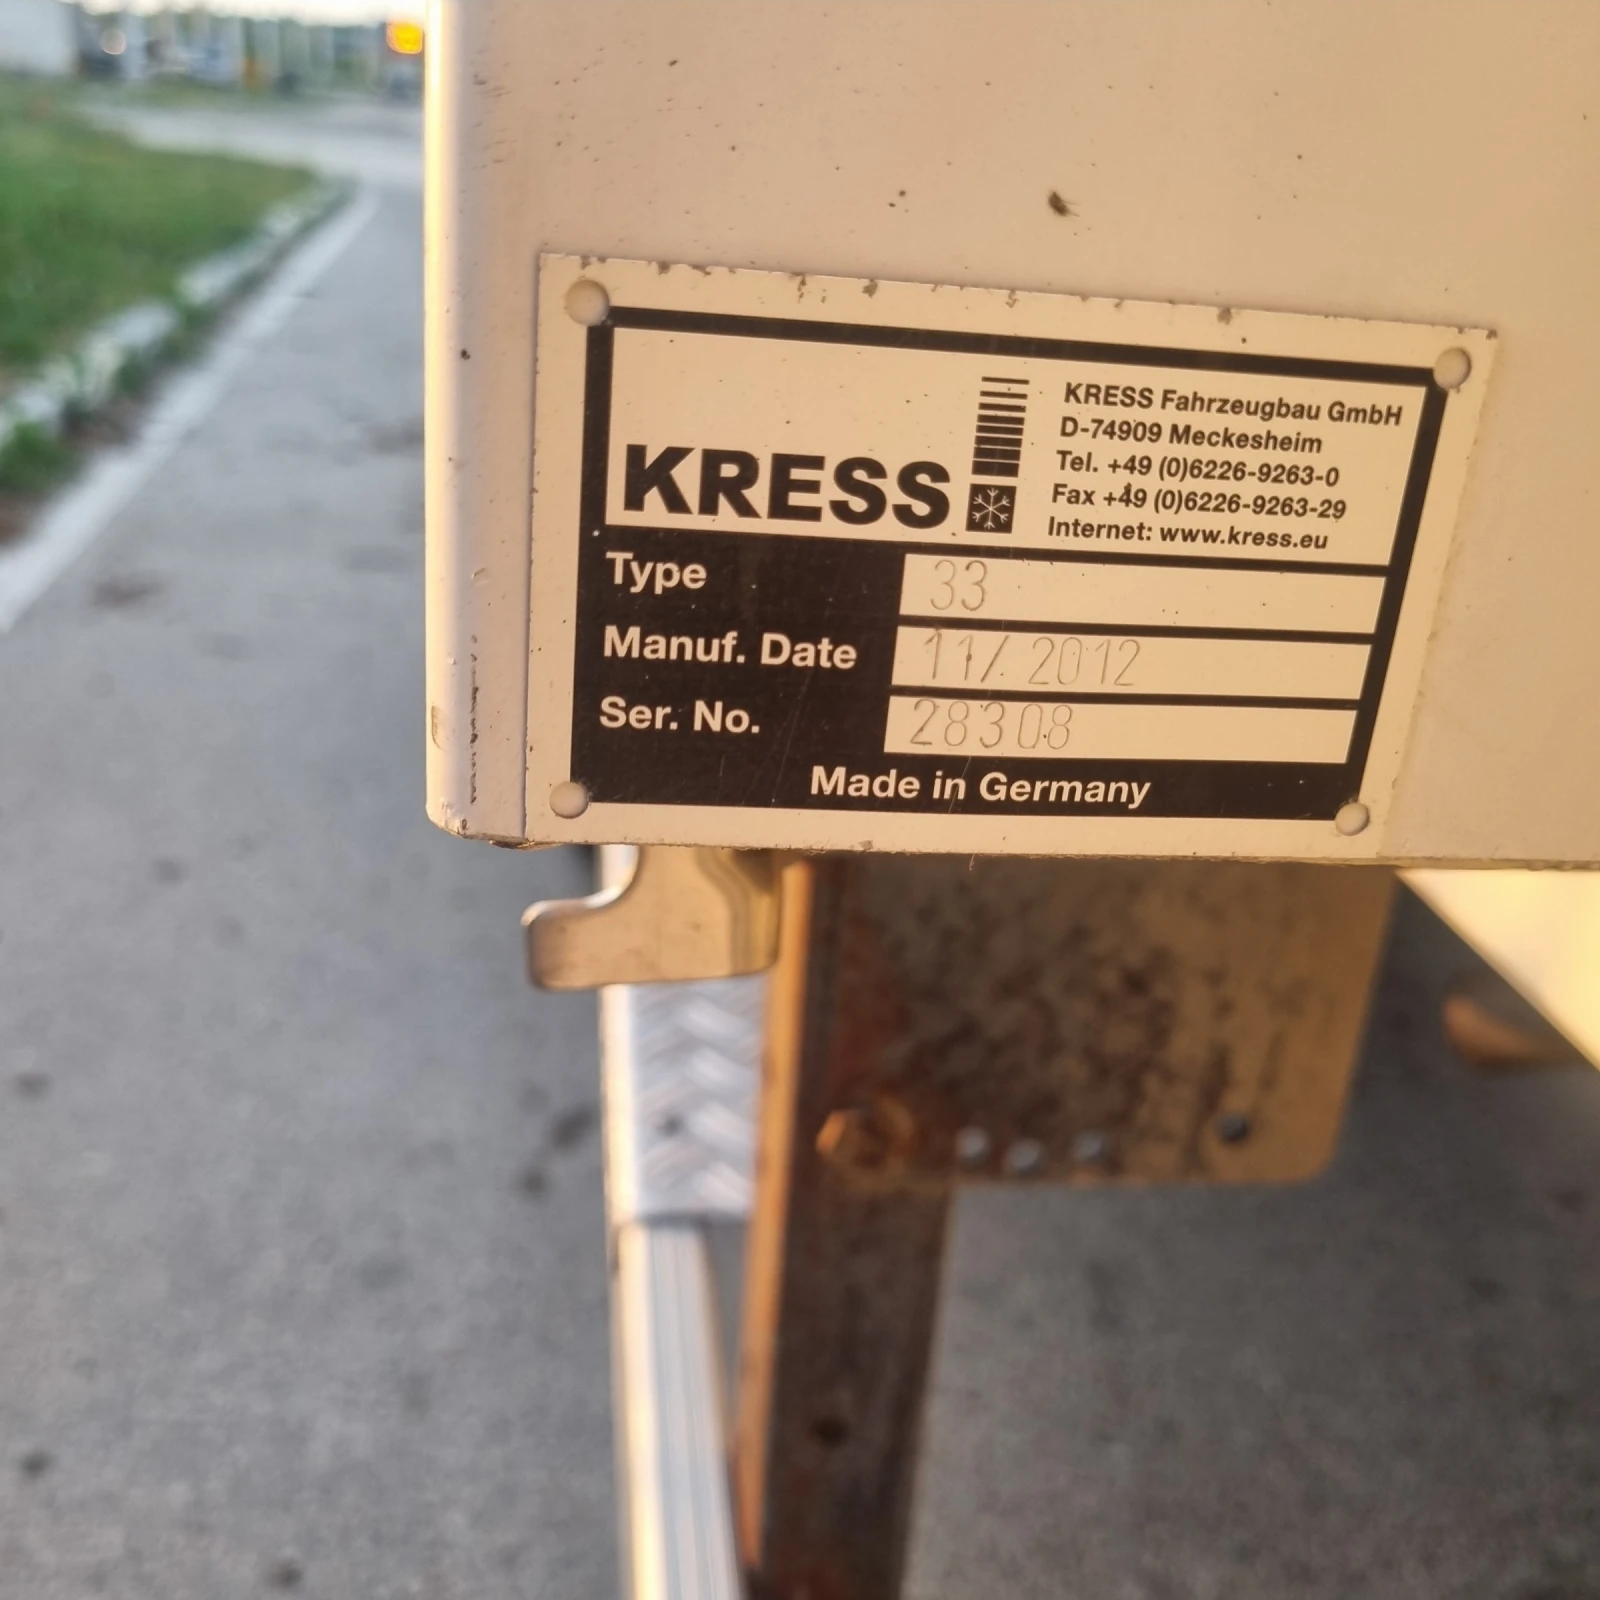 KRESS
KRESS Fahrzeugbau GmbH
D-74909 Meckesheim
Tel. +49 (0)6226-9263-0
Fax +49 (0)6226-9263-29
Internet: www.kress.eu
Type 33
Manuf. Date 11/2012
Ser. No. 28308
Made in Germany